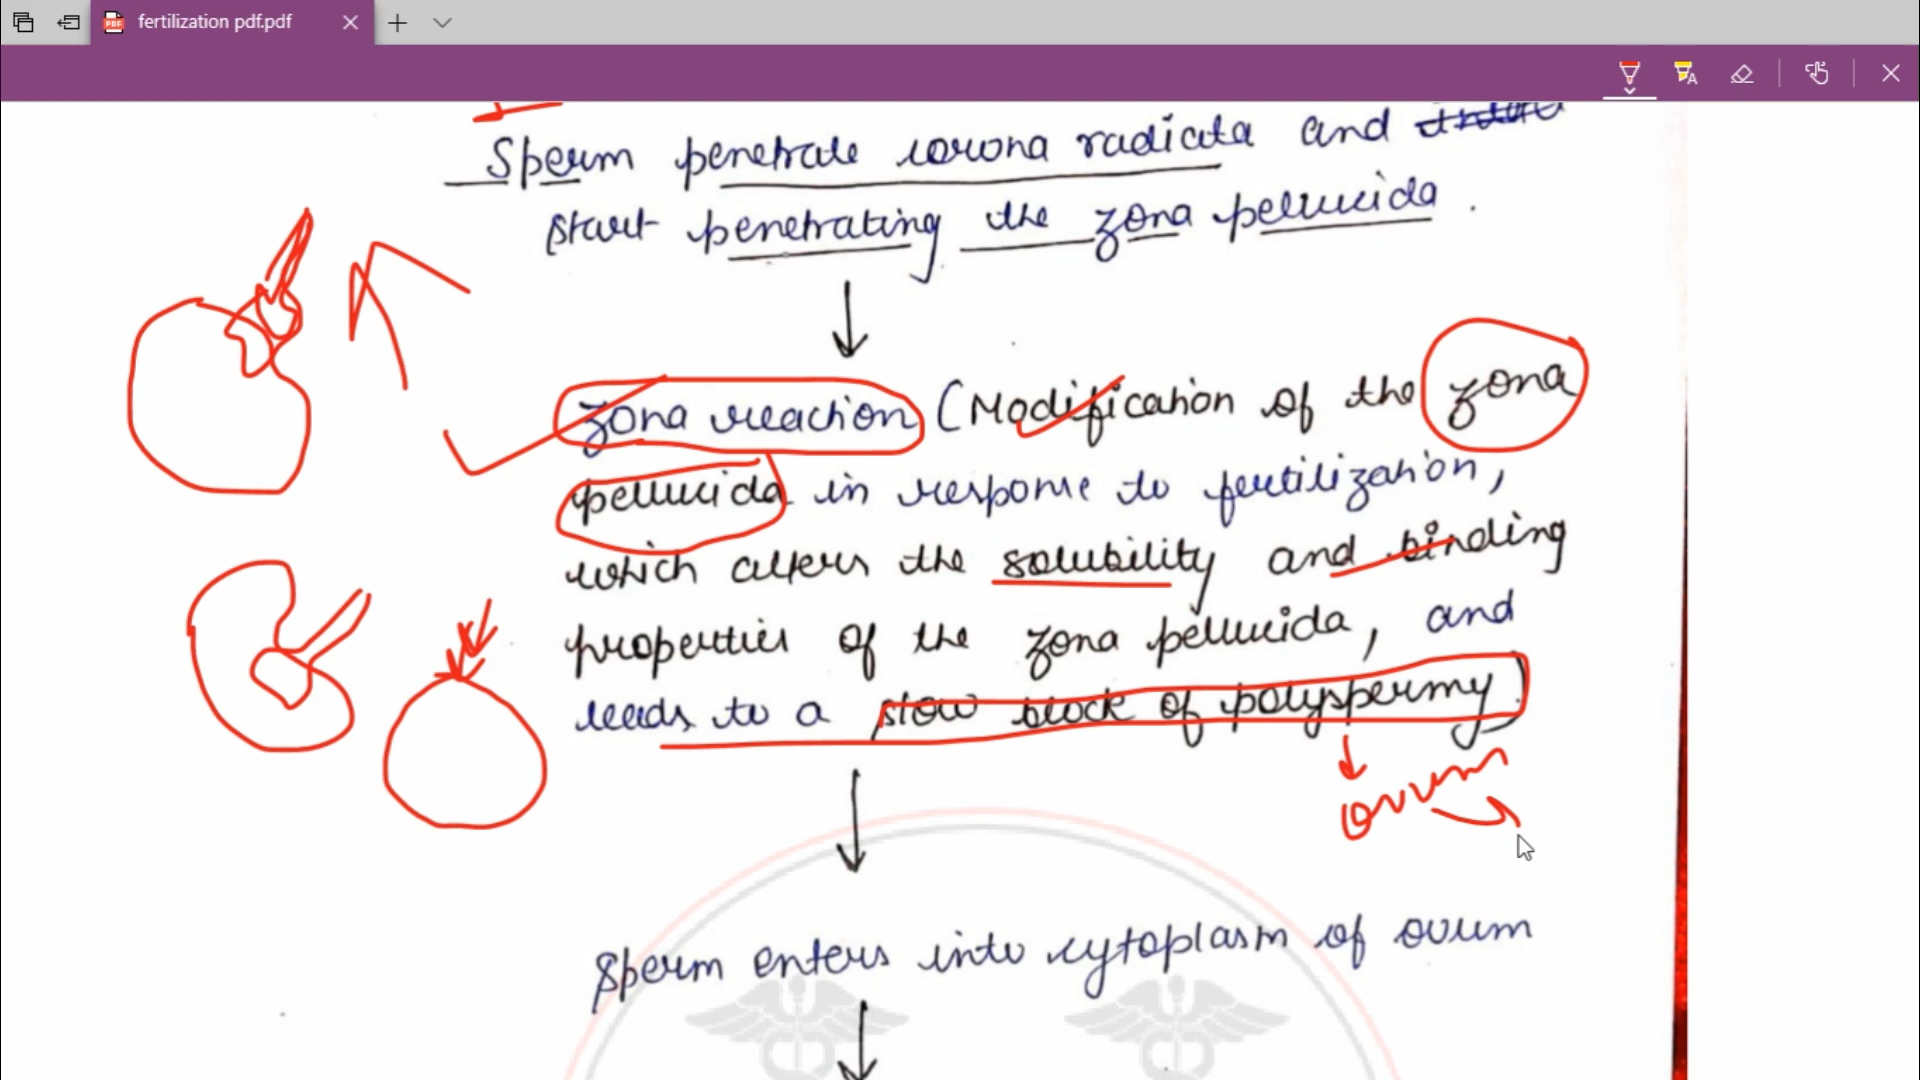 fertilization pdf.pdf
Sperm penetrate corona radiata and
start penetrating the zona pellucida.
zona reaction (Modification of the zona
pellucida in response to fertilization,
which alters the solubility and binding
properties of the zona pellucida, and
leads to a slow block of polyspermy)
ovum
Sperm enters into cytoplasm of ovum